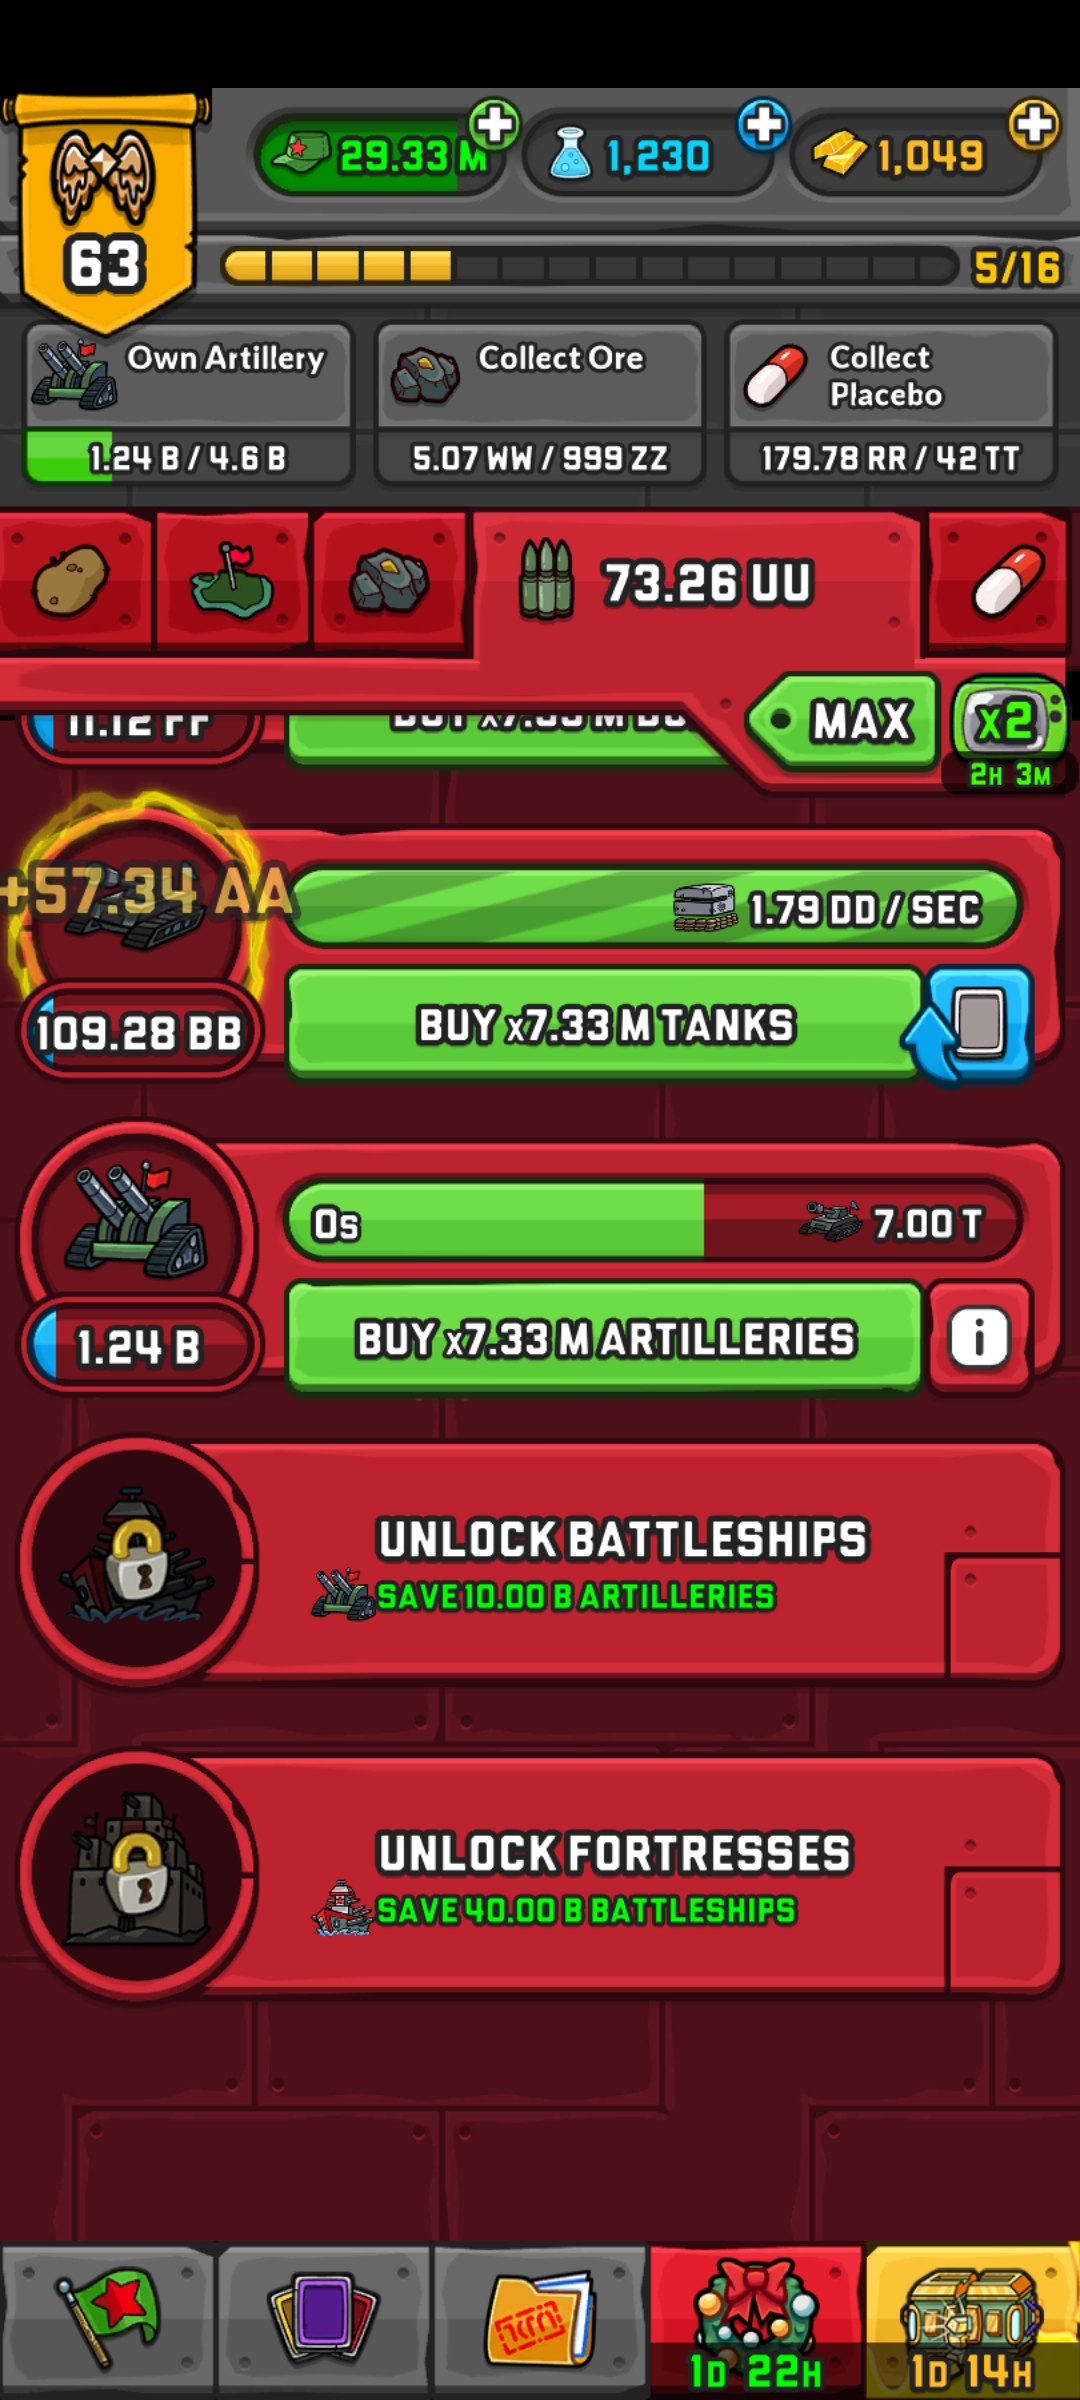 29.33 M
1,230
1,049
63
5/16
Own Artillery
1.24 B / 4.6 B
Collect Ore
5.07 WW / 999 ZZ
Collect
Placebo
179.78 RR / 42 TT
73.26 UU
MAX
x2
2H 3M
11.12 FF
+57.34 AA
1.79 DD / SEC
109.28 BB
BUY x7.33 M TANKS
0s
7.00 T
1.24 B
BUY x7.33 M ARTILLERIES
i
UNLOCK BATTLESHIPS
SAVE 10.00 B ARTILLERIES
UNLOCK FORTRESSES
SAVE 40.00 B BATTLESHIPS
1D 22H
1D 14H